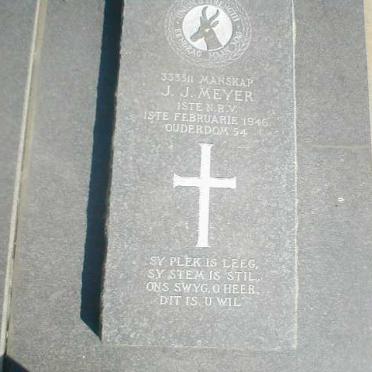 333311 MANSKAP
J. J. MEYER
1STE N.R.V.
1STE FEBRUARIE 1946
OUDERDOM 54
SY PLEK IS LEEG,
SY STEM IS STIL,
ONS SWYG, O HEER,
DIT IS U WIL